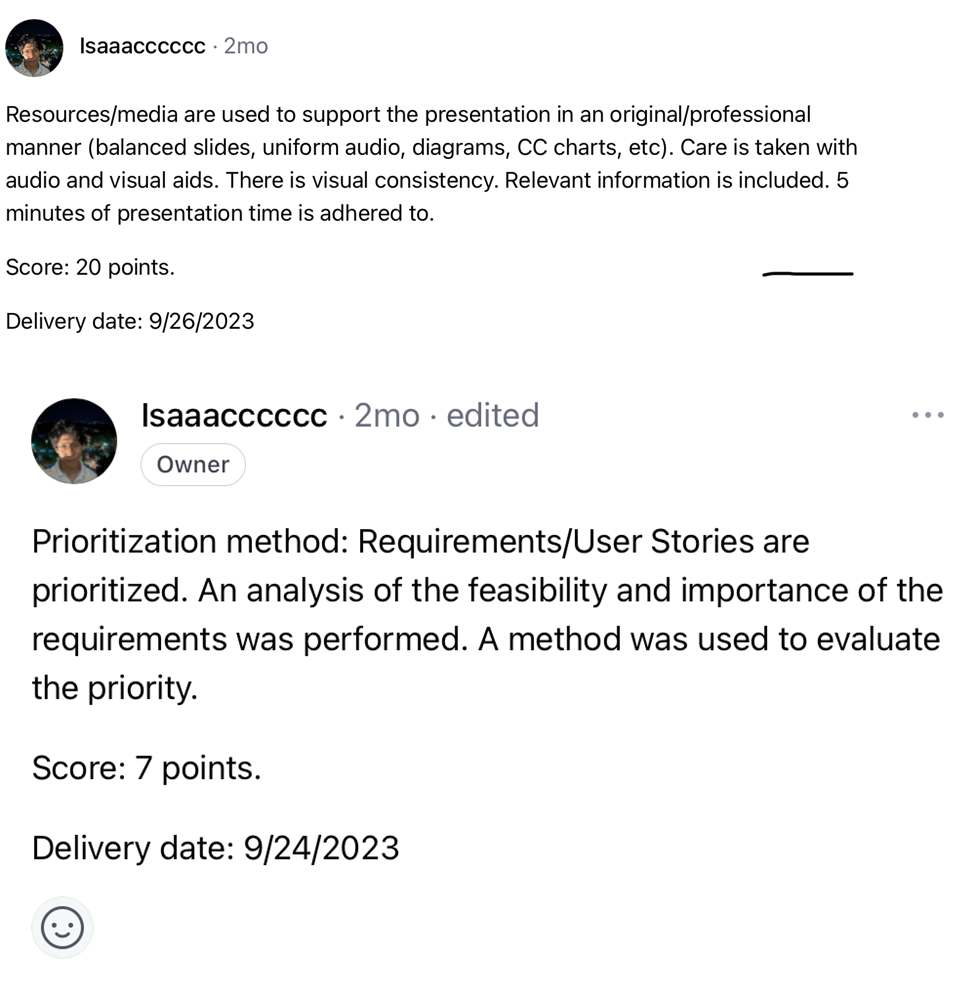 Isaaacccccc · 2mo
Resources/media are used to support the presentation in an original/professional
manner (balanced slides, uniform audio, diagrams, CC charts, etc). Care is taken with
audio and visual aids. There is visual consistency. Relevant information is included. 5
minutes of presentation time is adhered to.
Score: 20 points.
Delivery date: 9/26/2023
Isaaacccccc · 2mo · edited
Owner
Prioritization method: Requirements/User Stories are
prioritized. An analysis of the feasibility and importance of the
requirements was performed. A method was used to evaluate
the priority.
Score: 7 points.
Delivery date: 9/24/2023